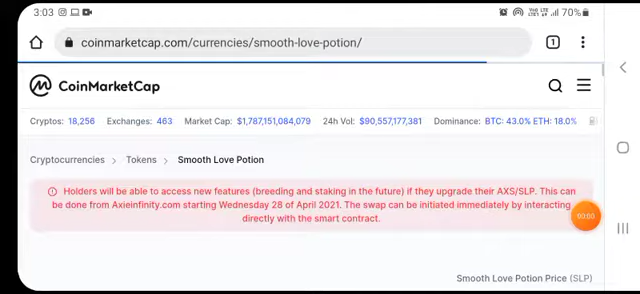 3:03 70%
coinmarketcap.com/currencies/smooth-love-potion/ 1
CoinMarketCap
Cryptos: 18,256 Exchanges: 463 Market Cap: $1,787,151,084,079 24h Vol: $90,557,177,381 Dominance: BTC: 43.0% ETH: 18.0%
Cryptocurrencies > Tokens > Smooth Love Potion
Holders will be able to access new features (breeding and staking in the future) if they upgrade their AXS/SLP. This can
be done from Axieinfinity.com starting Wednesday 28 of April 2021. The swap can be initiated immediately by interacting
directly with the smart contract.
00:00
Smooth Love Potion Price (SLP)